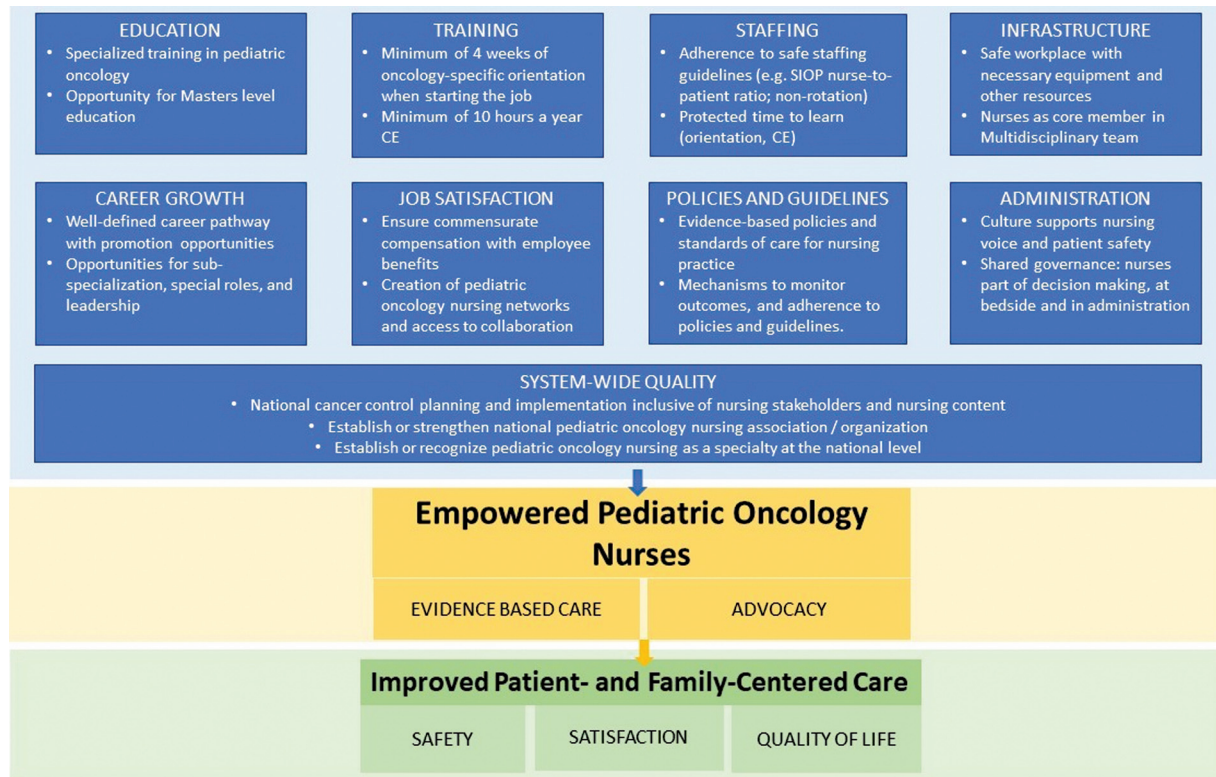 EDUCATION
• Specialized training in pediatric
oncology
• Opportunity for Masters level
education
TRAINING
• Minimum of 4 weeks of
oncology-specific orientation
when starting the job
• Minimum of 10 hours a year
CE
STAFFING
• Adherence to safe staffing
guidelines (e.g. SIOP nurse-to-
patient ratio; non-rotation)
• Protected time to learn
(orientation, CE)
INFRASTRUCTURE
• Safe workplace with
necessary equipment and
other resources
• Nurses as core member in
Multidisciplinary team
CAREER GROWTH
• Well-defined career pathway
with promotion opportunities
• Opportunities for sub-
specialization, special roles, and
leadership
JOB SATISFACTION
• Ensure commensurate
compensation with employee
benefits
• Creation of pediatric
oncology nursing networks
and access to collaboration
POLICIES AND GUIDELINES
• Evidence-based policies and
standards of care for nursing
practice
• Mechanisms to monitor
outcomes, and adherence to
policies and guidelines.
ADMINISTRATION
• Culture supports nursing
voice and patient safety
• Shared governance: nurses
part of decision making, at
bedside and in administration
SYSTEM-WIDE QUALITY
• National cancer control planning and implementation inclusive of nursing stakeholders and nursing content
• Establish or strengthen national pediatric oncology nursing association / organization
• Establish or recognize pediatric oncology nursing as a specialty at the national level
Empowered Pediatric Oncology
Nurses
EVIDENCE BASED CARE
ADVOCACY
Improved Patient- and Family-Centered Care
SAFETY
SATISFACTION
QUALITY OF LIFE